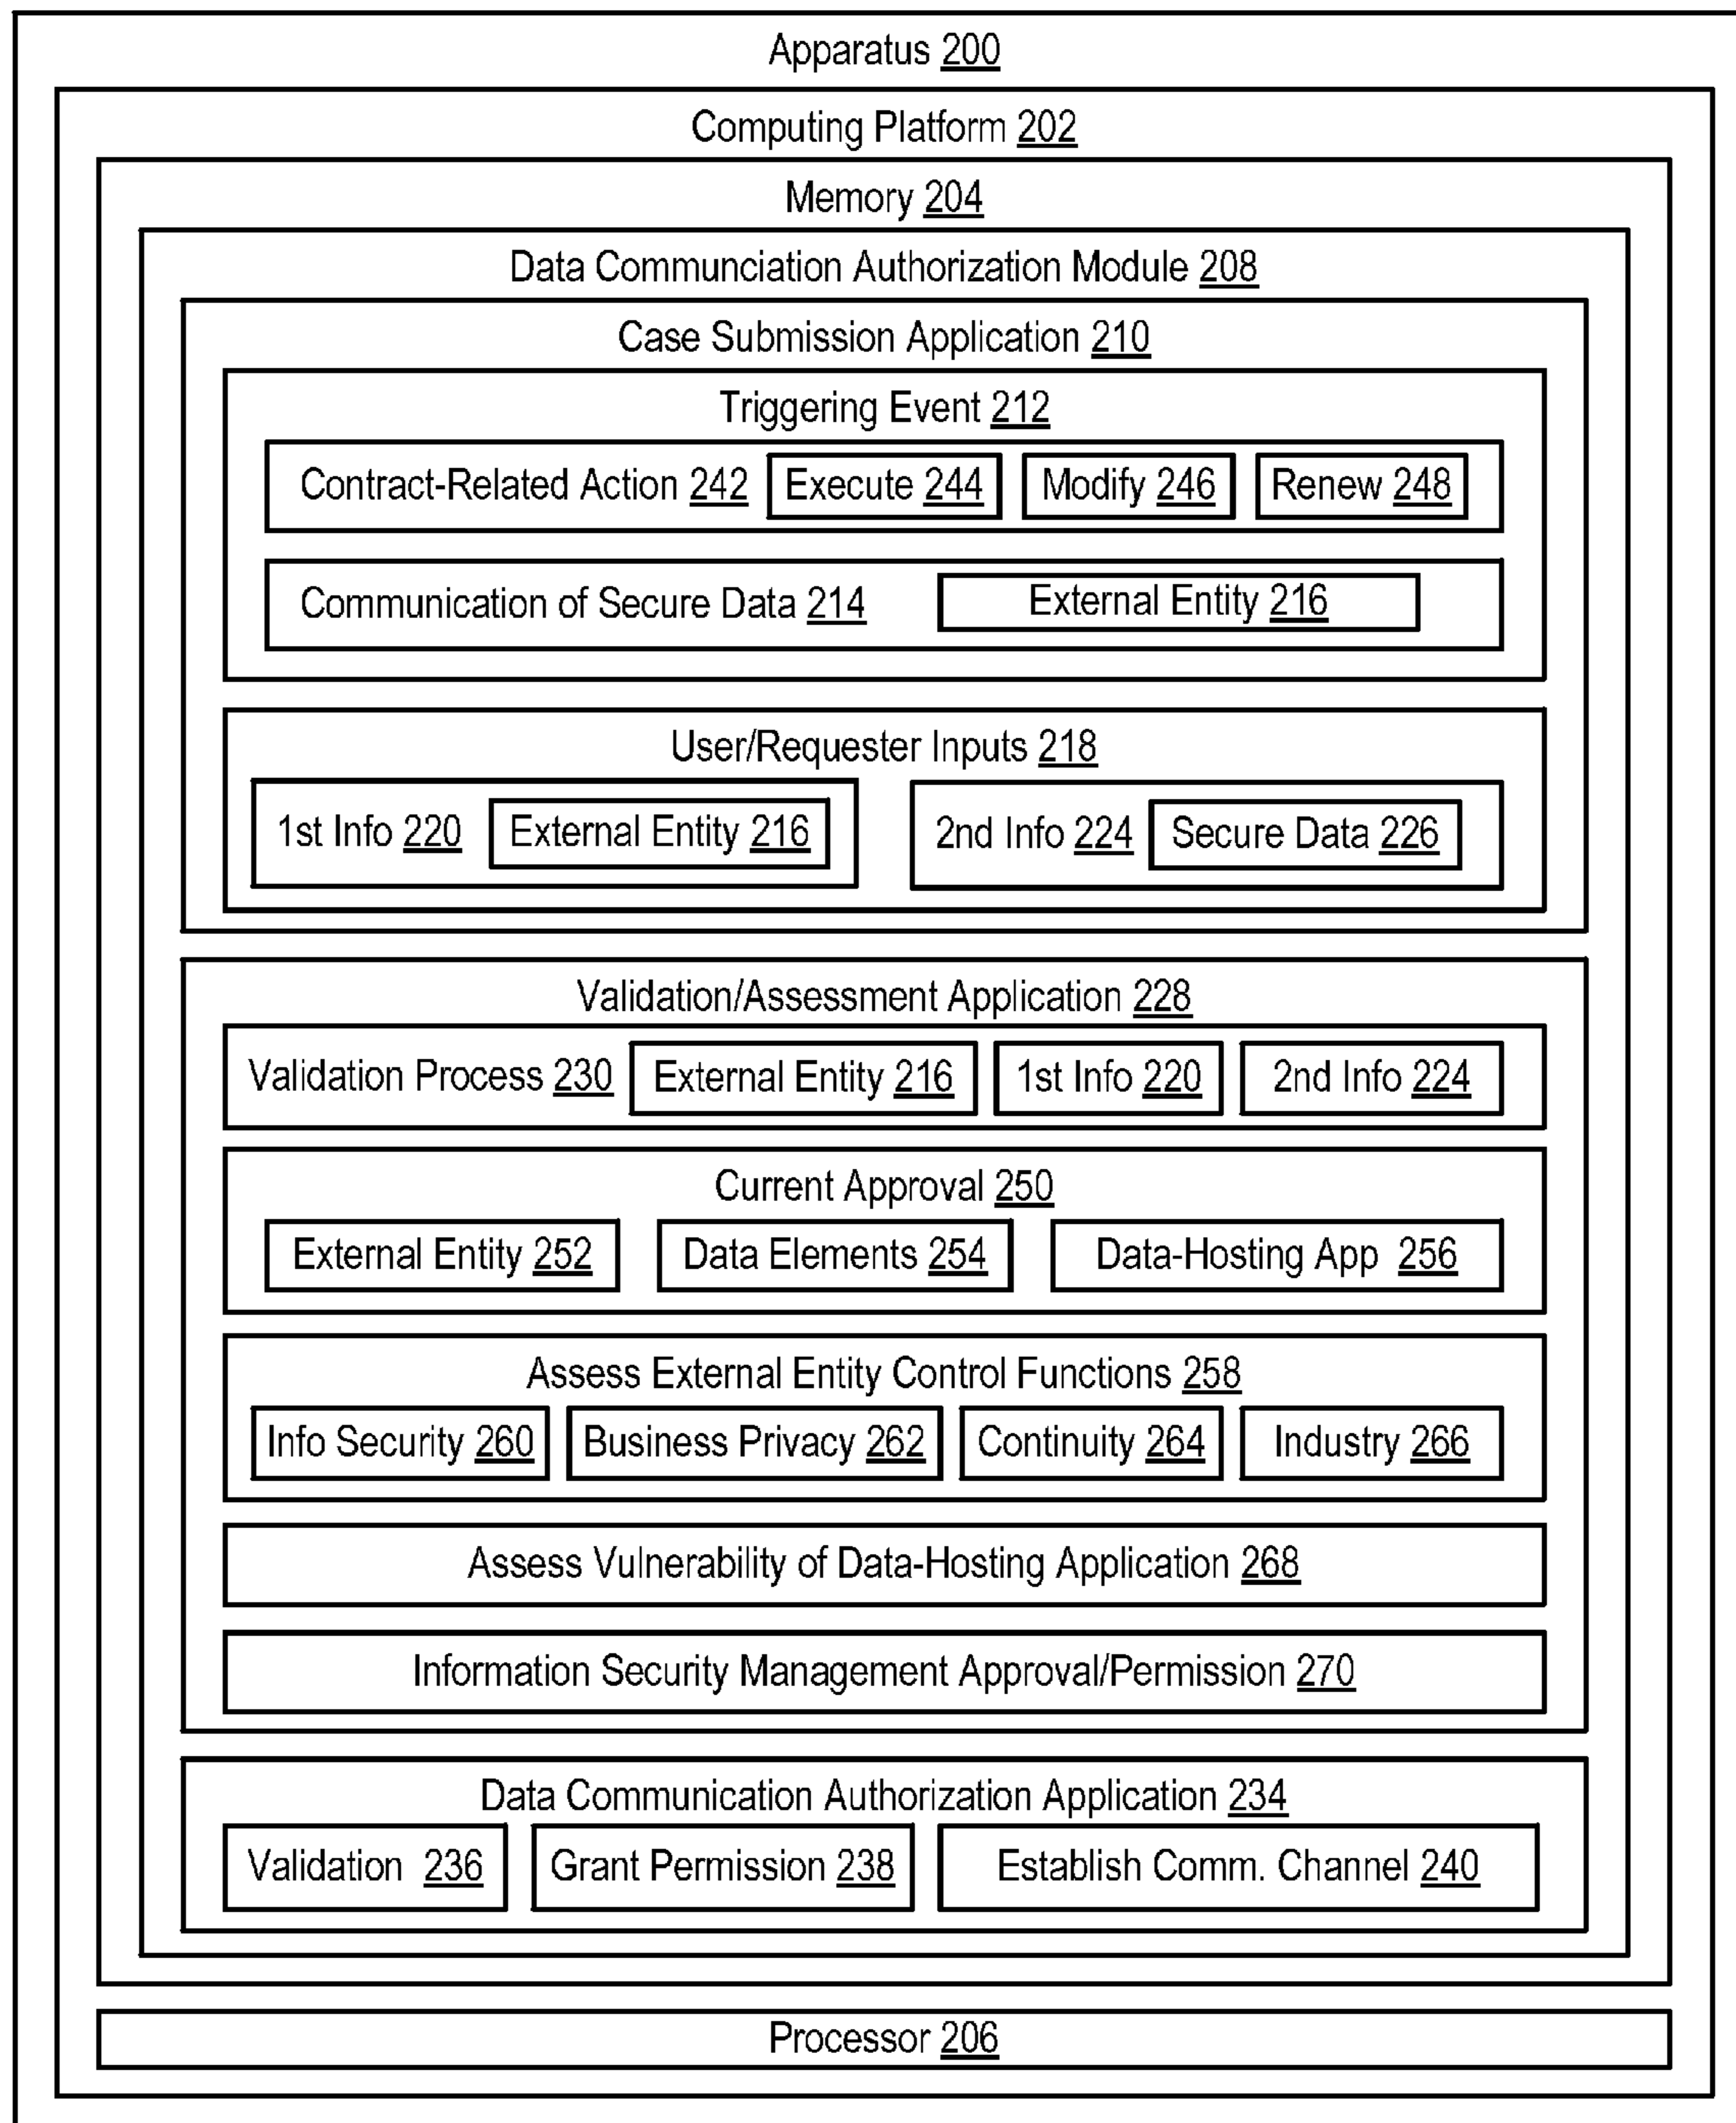 Apparatus 200
Computing Platform 202
Memory 204
Data Communciation Authorization Module 208
Case Submission Application 210
Triggering Event 212
Contract-Related Action 242 Execute 244 Modify 246 Renew 248
Communication of Secure Data 214 External Entity 216
User/Requester Inputs 218
1st Info 220 External Entity 216 2nd Info 224 Secure Data 226
Validation/Assessment Application 228
Validation Process 230 External Entity 216 1st Info 220 2nd Info 224
Current Approval 250
External Entity 252 Data Elements 254 Data-Hosting App 256
Assess External Entity Control Functions 258
Info Security 260 Business Privacy 262 Continuity 264 Industry 266
Assess Vulnerability of Data-Hosting Application 268
Information Security Management Approval/Permission 270
Data Communication Authorization Application 234
Validation 236 Grant Permission 238 Establish Comm. Channel 240
Processor 206